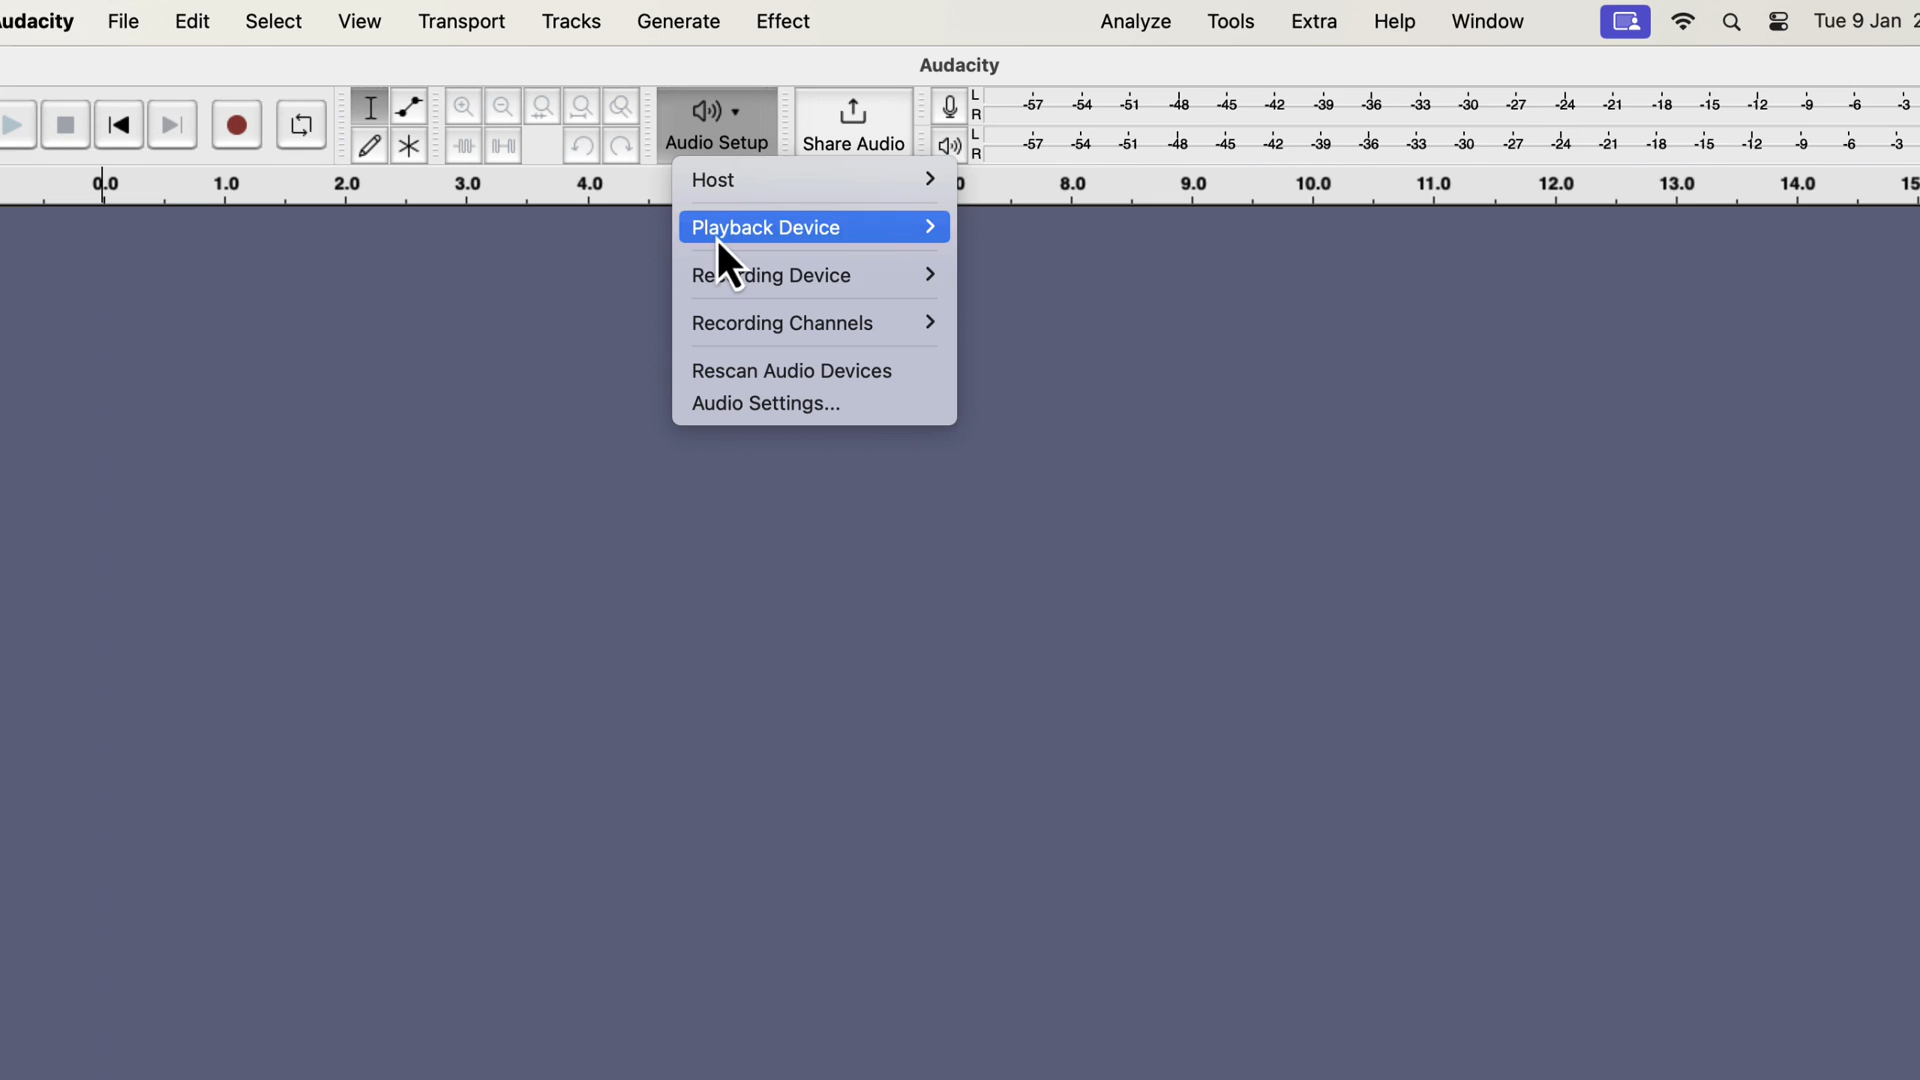 udacity File Edit Select View Transport Tracks Generate Effect Analyze Tools Extra Help Window Tue 9 Jan
Audacity
Audio Setup
Share Audio
L
R
-57 -54 -51 -48 -45 -42 -39 -36 -33 -30 -27 -24 -21 -18 -15 -12 -9 -6 -3
L
R
-57 -54 -51 -48 -45 -42 -39 -36 -33 -30 -27 -24 -21 -18 -15 -12 -9 -6 -3
0.0 1.0 2.0 3.0 4.0 8.0 9.0 10.0 11.0 12.0 13.0 14.0 15
Host
Playback Device
Recording Device
Recording Channels
Rescan Audio Devices
Audio Settings...